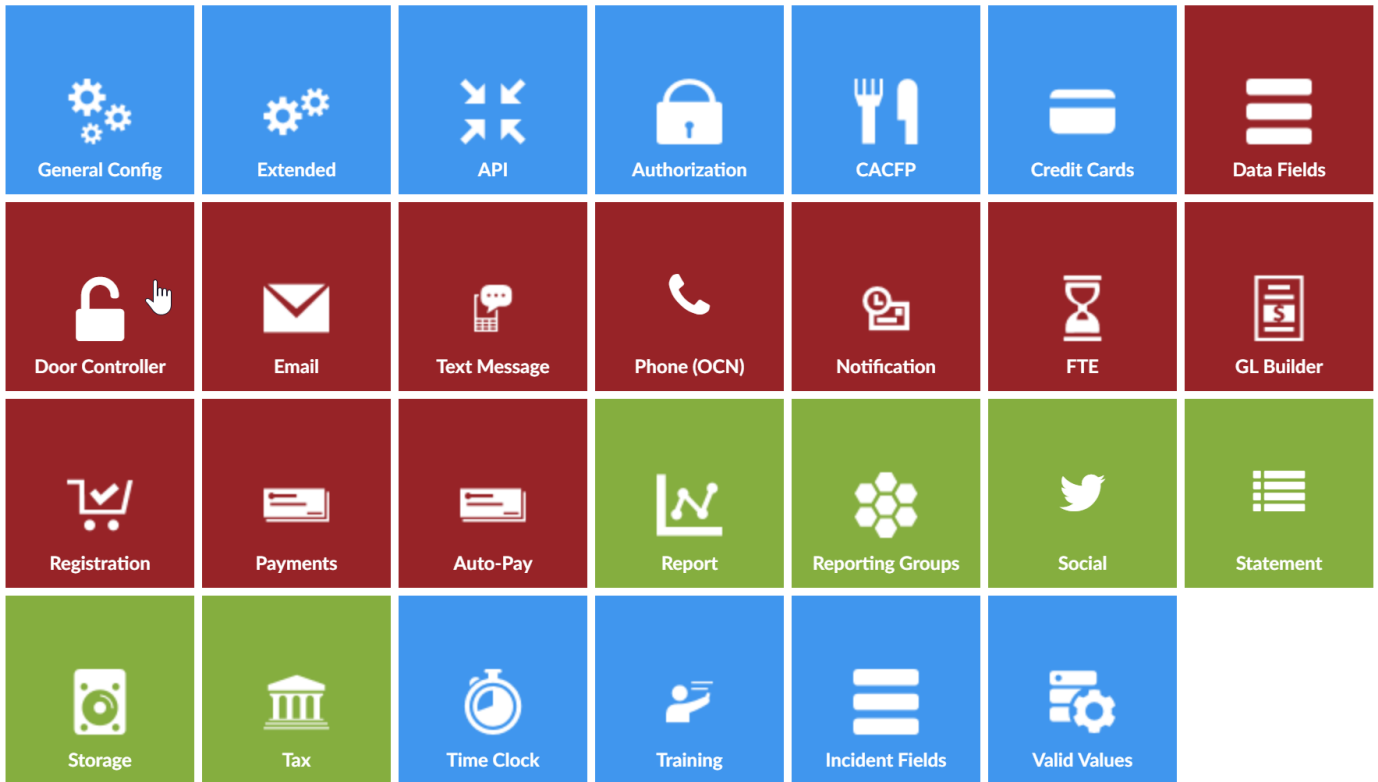 General Config
Extended
API
Authorization
CACFP
Credit Cards
Data Fields
Door Controller
Email
Text Message
Phone (OCN)
Notification
FTE
GL Builder
Registration
Payments
Auto-Pay
Report
Reporting Groups
Social
Statement
Storage
Tax
Time Clock
Training
Incident Fields
Valid Values